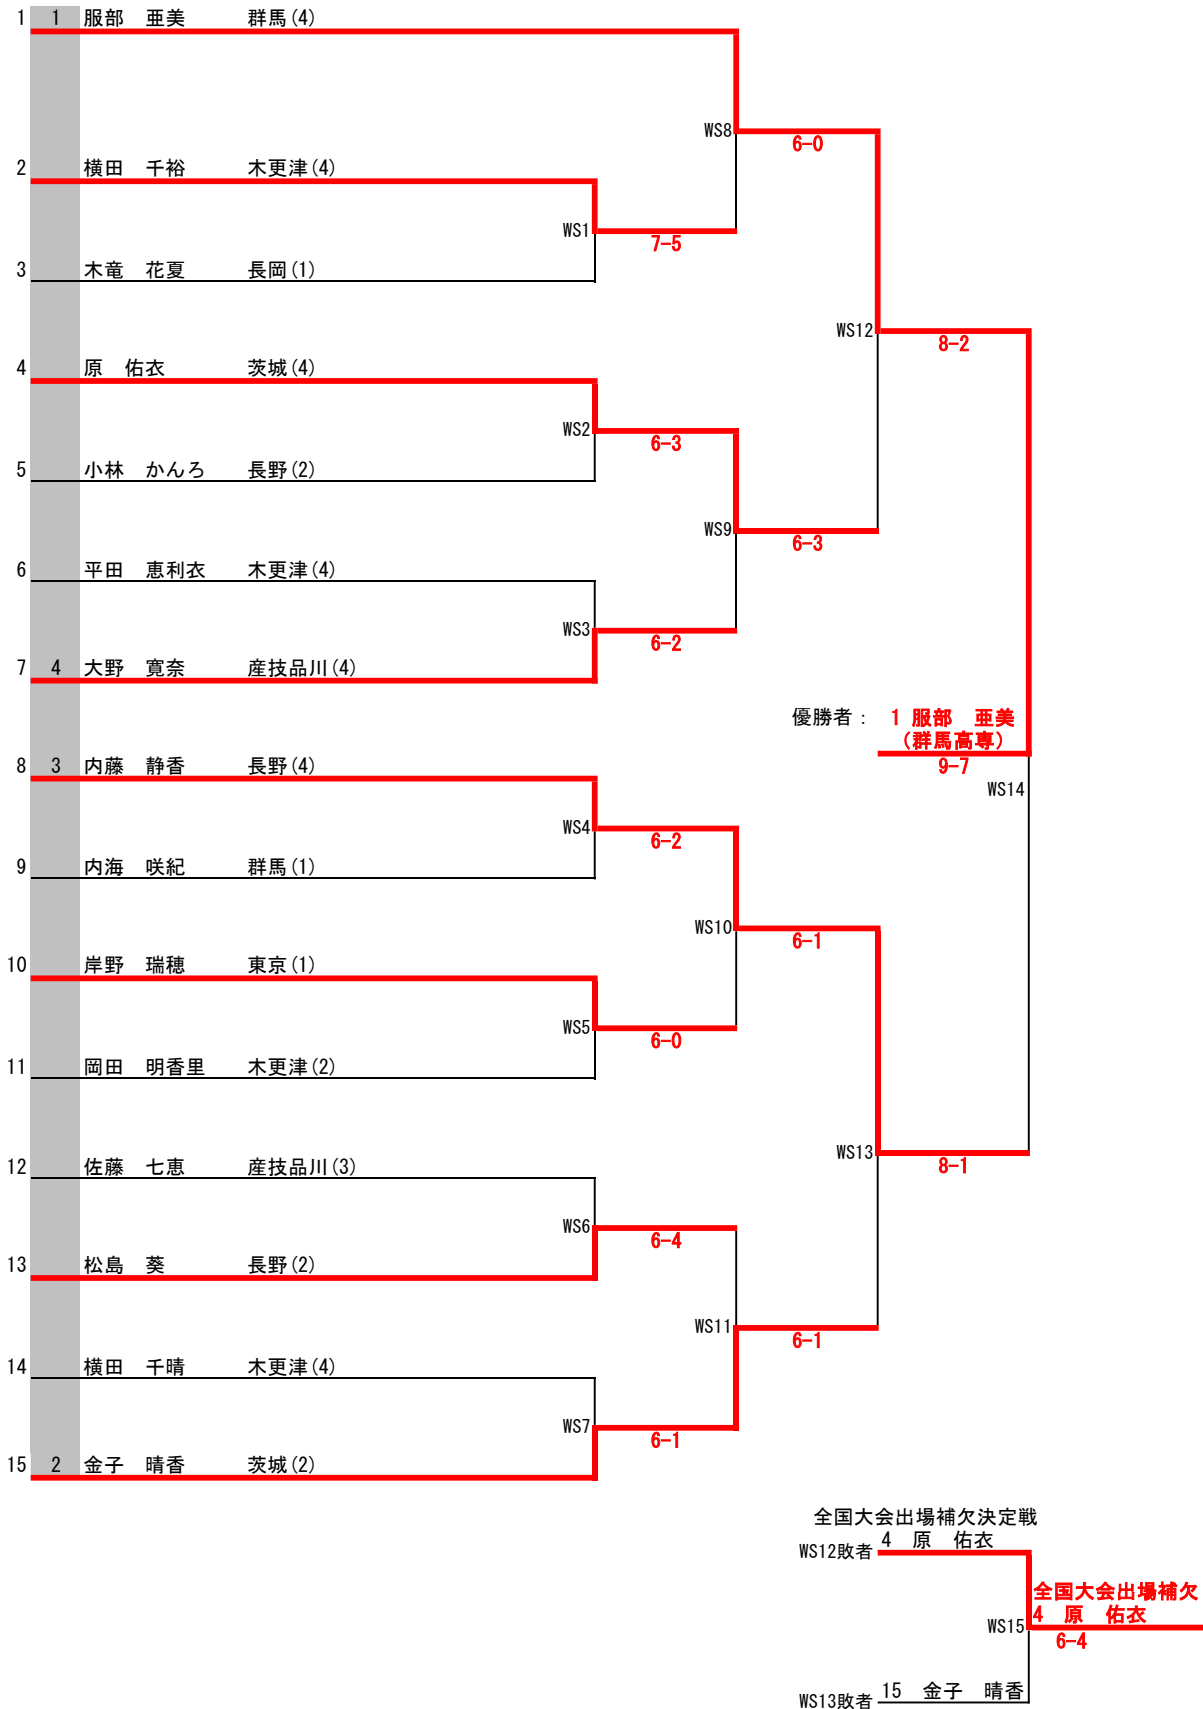 1 1 服部　亜美 群馬(4)
WS8
6-0
2 横田　千裕 木更津(4)
WS1
7-5
3 木竜　花夏 長岡(1)
WS12
8-2
4 原　佑衣 茨城(4)
WS2
6-3
5 小林　かんろ 長野(2)
WS9
6-3
6 平田　恵利衣 木更津(4)
WS3
6-2
7 4 大野　寛奈 産技品川(4)
優勝者： 1 服部　亜美
(群馬高専)
9-7
WS14
8 3 内藤　静香 長野(4)
WS4
6-2
9 内海　咲紀 群馬(1)
WS10
6-1
10 岸野　瑞穂 東京(1)
WS5
6-0
11 岡田　明香里 木更津(2)
WS13
8-1
12 佐藤　七恵 産技品川(3)
WS6
6-4
13 松島　葵 長野(2)
WS11
6-1
14 横田　千晴 木更津(4)
WS7
6-1
15 2 金子　晴香 茨城(2)
全国大会出場補欠決定戦
WS12敗者 4　原　佑衣
全国大会出場補欠
4　原　佑衣
WS15
6-4
WS13敗者 15　金子　晴香